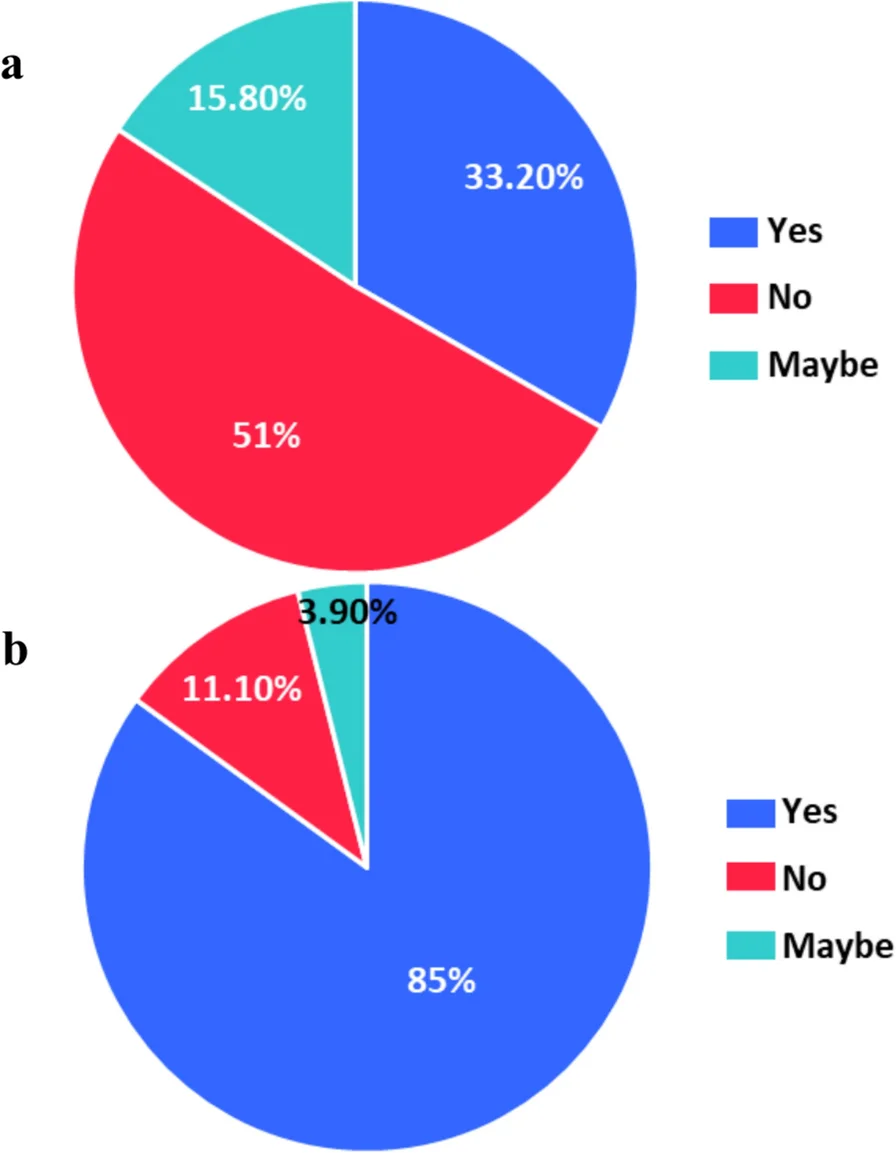 a
15.80%
33.20%
51%
Yes
No
Maybe
b
3.90%
11.10%
85%
Yes
No
Maybe